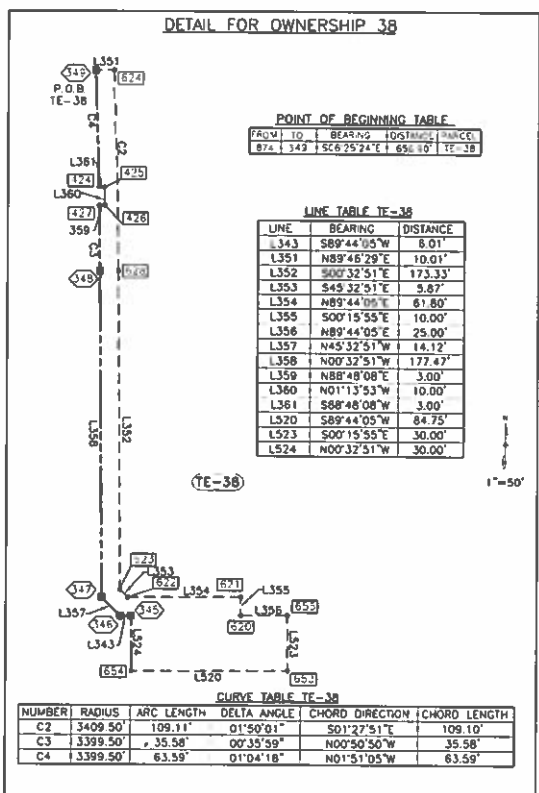 DETAIL FOR OWNERSHIP 38
349
L351
624
P.O.B.
TE-38
C4
C2
L361
424
425
L360
427
426
359
C3
348
628
L358
L352
TE-38
POINT OF BEGINNING TABLE
FROM TO BEARING DISTANCE PARCEL
874 349 TE-38
LINE TABLE TE-38
LINE BEARING DISTANCE
L343 S89°44'05"W 6.01'
L351 N89°46'29"E 10.01'
L352 S00°32'51"E 173.33'
L353 S45°32'51"E 5.87'
L354 N89°44'05"E 61.80'
L355 S00°15'55"E 10.00'
L356 N89°44'05"E 25.00'
L357 N45°32'51"W 14.12'
L358 N00°32'51"W 177.47'
L359 N88°48'08"E 3.00'
L360 N01°13'53"W 10.00'
L361 S88°48'08"W 3.00'
L520 S89°44'05"W 84.75'
L523 S00°15'55"E 30.00'
L524 N00°32'51"W 30.00'
1"=50'
623
L353
347
622
L354
621
L355
L357
346
345
620
L356
655
L343
L524
L523
654
L520
653
CURVE TABLE TE-38
NUMBER RADIUS ARC LENGTH DELTA ANGLE CHORD DIRECTION CHORD LENGTH
C2 3409.50' 109.11' 01°50'01" S01°27'51"E 109.10'
C3 3399.50' 35.58' 00°35'59" N00°50'50"W 35.58'
C4 3399.50' 63.59' 01°04'18" N01°51'05"W 63.59'